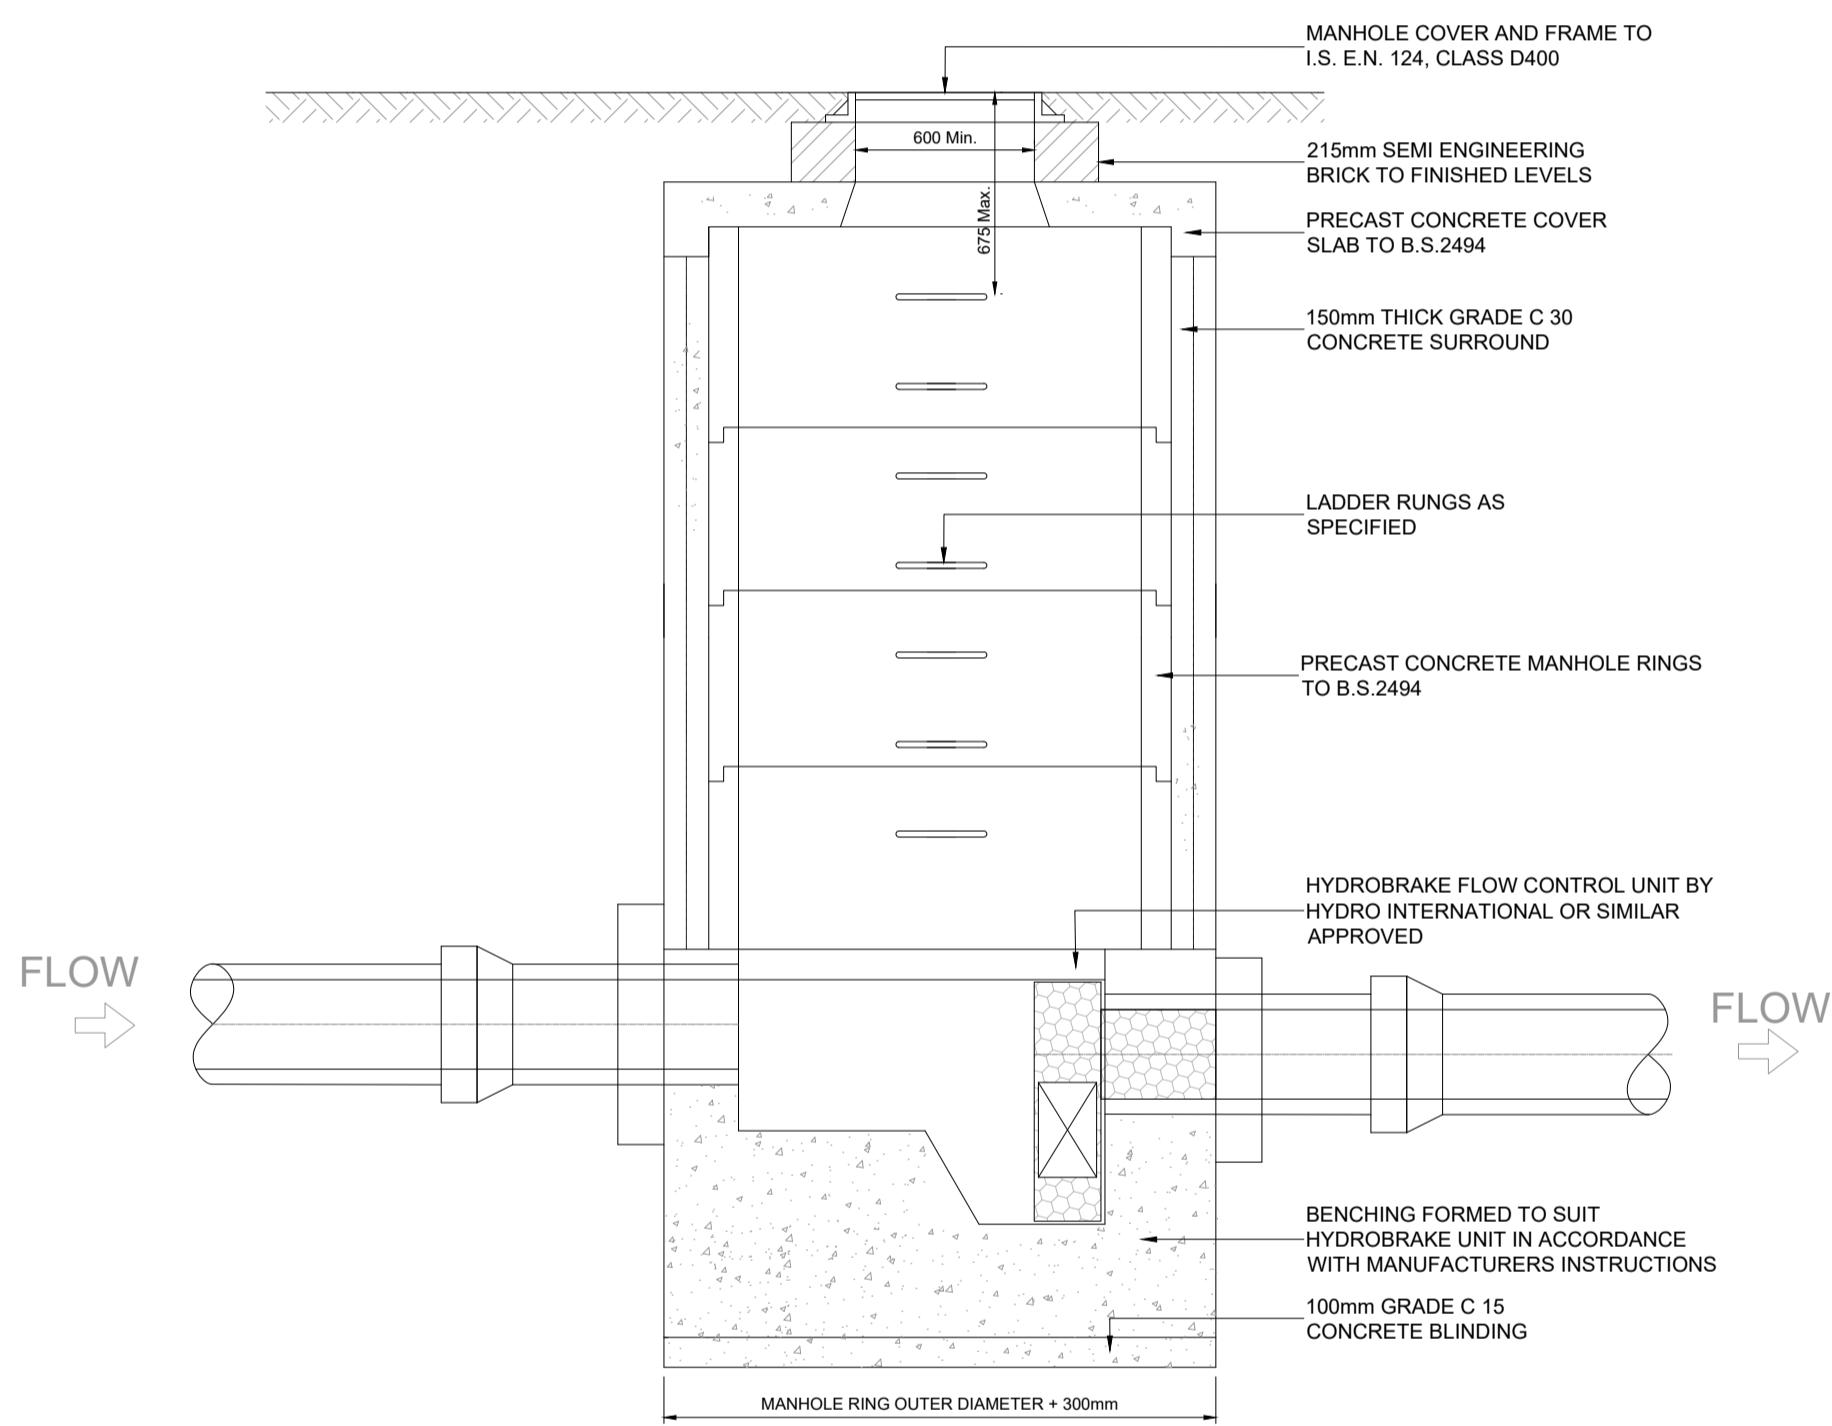 MANHOLE COVER AND FRAME TO
I.S. E.N. 124, CLASS D400
600 Min.
675 Max.
215mm SEMI ENGINEERING
BRICK TO FINISHED LEVELS
PRECAST CONCRETE COVER
SLAB TO B.S.2494
150mm THICK GRADE C 30
CONCRETE SURROUND
LADDER RUNGS AS
SPECIFIED
PRECAST CONCRETE MANHOLE RINGS
TO B.S.2494
HYDROBRAKE FLOW CONTROL UNIT BY
HYDRO INTERNATIONAL OR SIMILAR
APPROVED
FLOW
FLOW
BENCHING FORMED TO SUIT
HYDROBRAKE UNIT IN ACCORDANCE
WITH MANUFACTURERS INSTRUCTIONS
100mm GRADE C 15
CONCRETE BLINDING
MANHOLE RING OUTER DIAMETER + 300mm